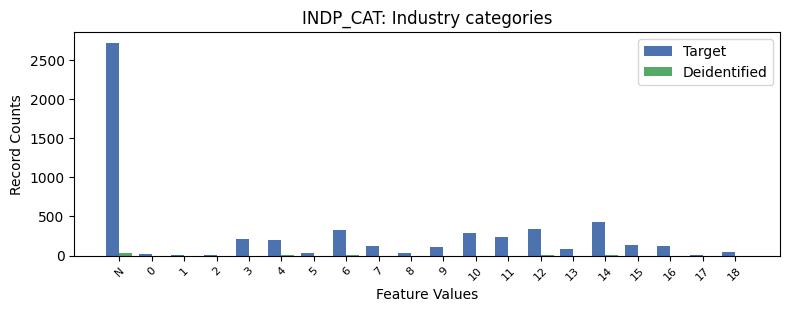 INDP_CAT: Industry categories
Target
Deidentified
Record Counts
2500
2000
1500
1000
500
0
N 0 1 2 3 4 5 6 7 8 9 10 11 12 13 14 15 16 17 18
Feature Values